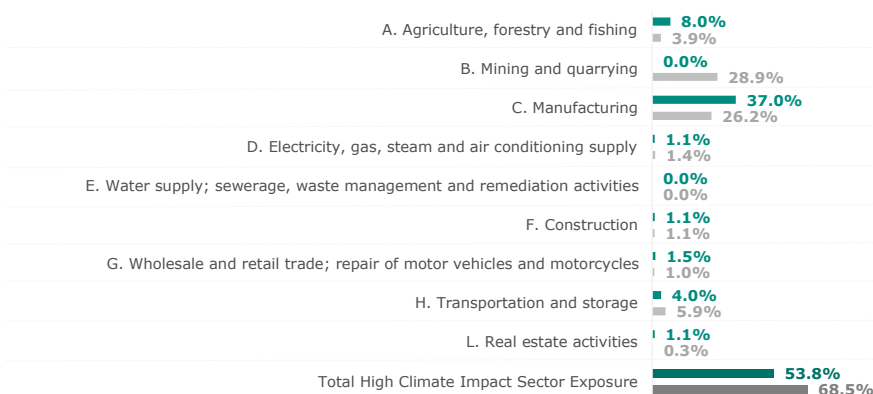 A. Agriculture, forestry and fishing
8.0%
3.9%
B. Mining and quarrying
0.0%
28.9%
C. Manufacturing
37.0%
26.2%
D. Electricity, gas, steam and air conditioning supply
1.1%
1.4%
E. Water supply; sewerage, waste management and remediation activities
0.0%
0.0%
F. Construction
1.1%
1.1%
G. Wholesale and retail trade; repair of motor vehicles and motorcycles
1.5%
1.0%
H. Transportation and storage
4.0%
5.9%
L. Real estate activities
1.1%
0.3%
Total High Climate Impact Sector Exposure
53.8%
68.5%